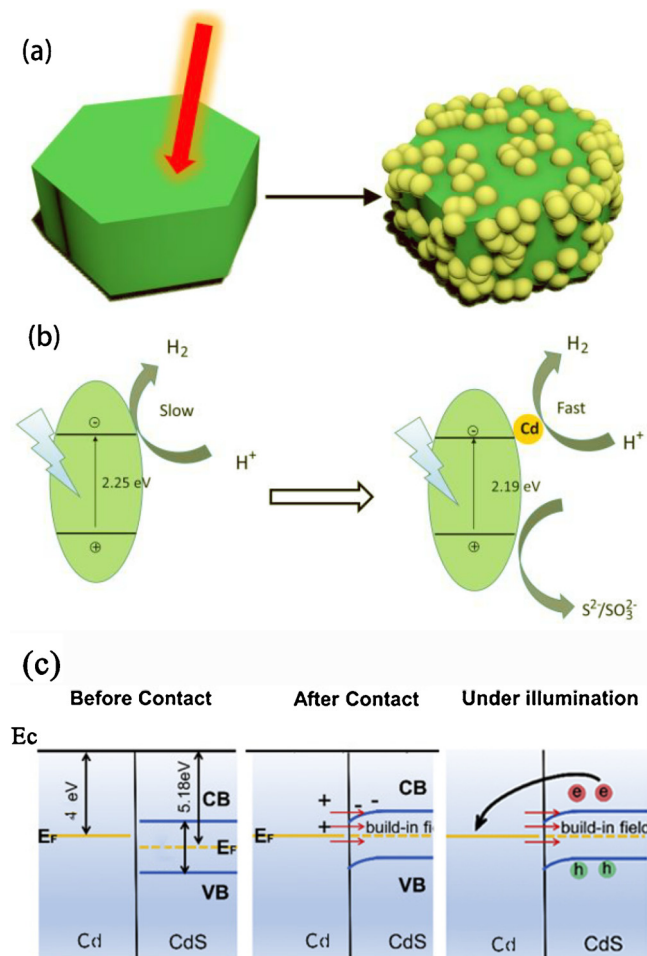 (a)
(b)
H2
Slow
H+
⊖
2.25 eV
⊕
H2
Fast
H+
⊖
Cd
2.19 eV
⊕
S2-/SO32-
(c)
Before Contact
After Contact
Under illumination
Ec
4 eV
5.18eV
CB
EF
EF
VB
Cd
CdS
+
- -
CB
+
build-in fi
EF
VB
Cd
CdS
e e
build-in field
h h
Cd
CdS